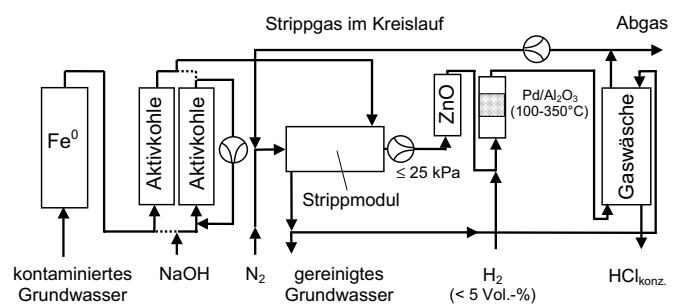 Strippgas im Kreislauf
Abgas
Fe⁰
Aktivkohle
Aktivkohle
ZnO
Pd/Al₂O₃
(100-350°C)
Gaswäsche
≤ 25 kPa
Strippmodul
kontaminiertes
Grundwasser
NaOH
N₂
gereinigtes
Grundwasser
H₂
(< 5 Vol.-%)
HClₖₒₙz.